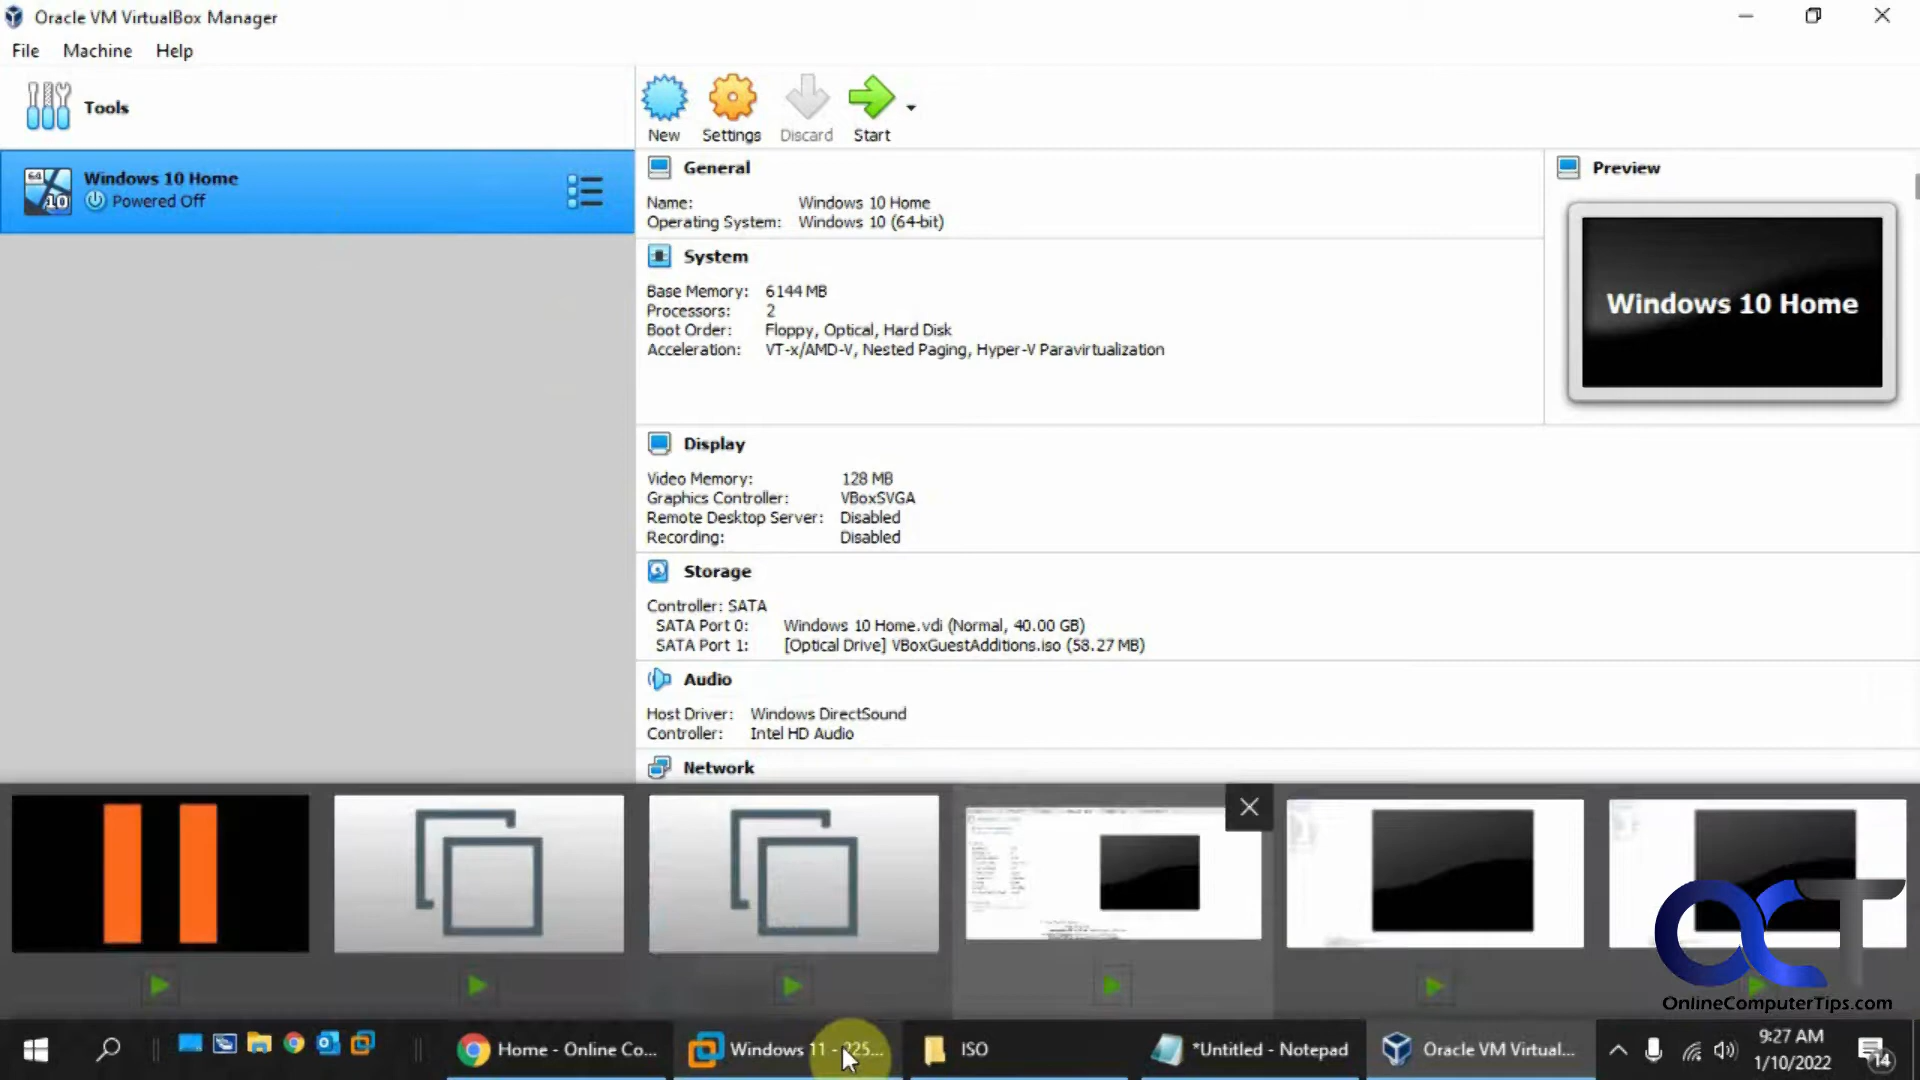 Oracle VM VirtualBox Manager
File Machine Help
Tools
New Settings Discard Start
64
10
Windows 10 Home
Powered Off
General
Name: Windows 10 Home
Operating System: Windows 10 (64-bit)
System
Base Memory: 6144 MB
Processors: 2
Boot Order: Floppy, Optical, Hard Disk
Acceleration: VT-x/AMD-V, Nested Paging, Hyper-V Paravirtualization
Preview
Windows 10 Home
Display
Video Memory: 128 MB
Graphics Controller: VBoxSVGA
Remote Desktop Server: Disabled
Recording: Disabled
Storage
Controller: SATA
SATA Port 0: Windows 10 Home.vdi (Normal, 40.00 GB)
SATA Port 1: [Optical Drive] VBoxGuestAdditions.iso (58.27 MB)
Audio
Host Driver: Windows DirectSound
Controller: Intel HD Audio
Network
OCT
OnlineComputerTips.com
Home - Online Co...
Windows 11 - 225...
ISO
*Untitled - Notepad
Oracle VM Virtual...
9:27 AM
1/10/2022
14